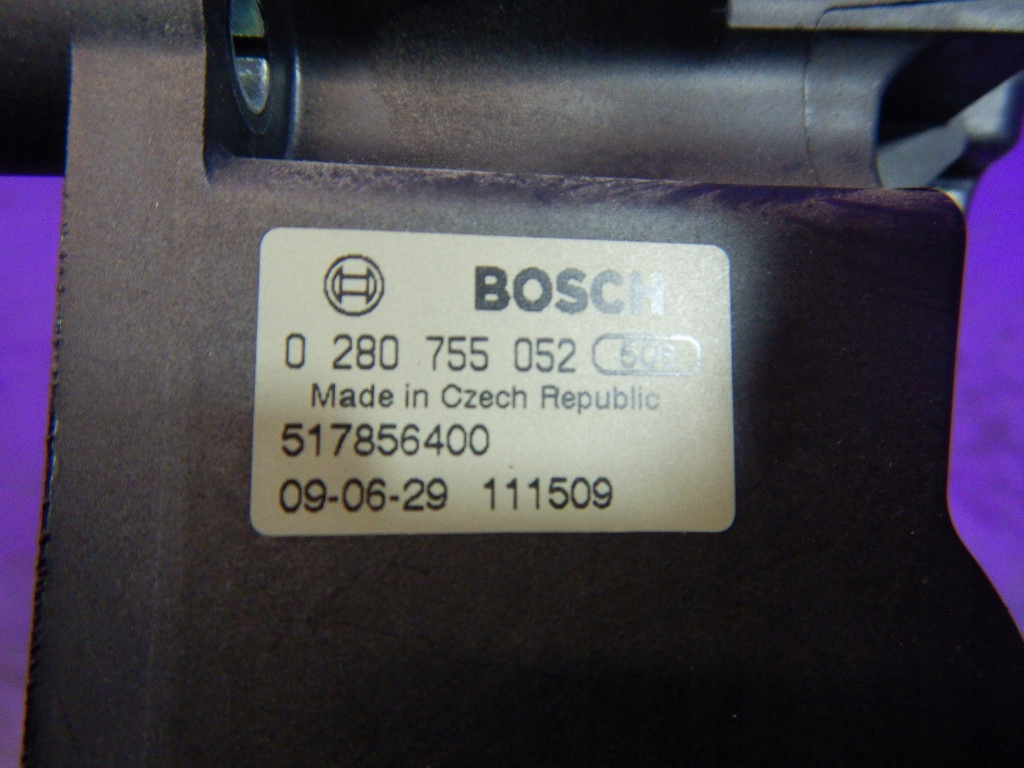 BOSCH
0 280 755 052
Made in Czech Republic
517856400
09-06-29 111509